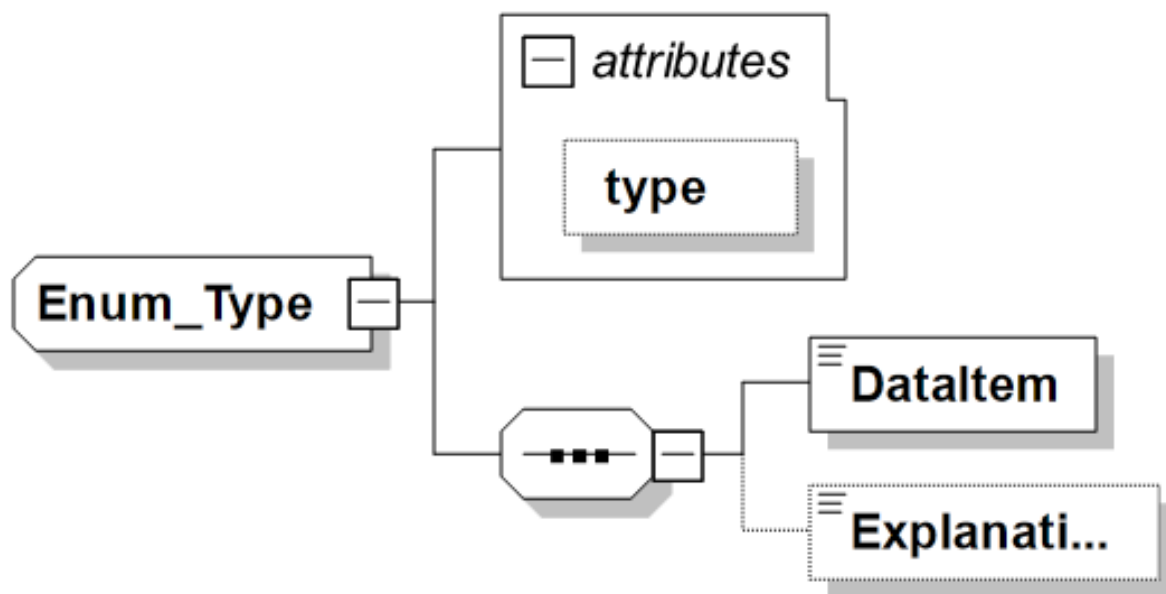 attributes
type
Enum_Type
DataItem
Explanati...